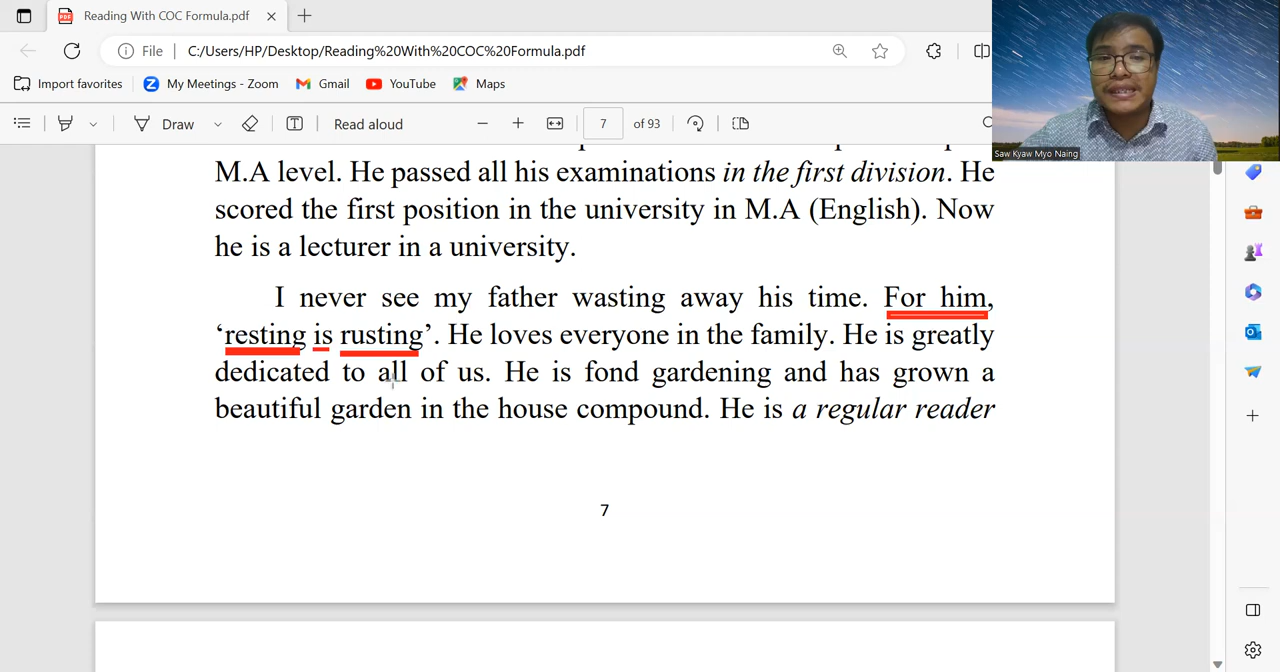 Reading With COC Formula.pdf
File C:/Users/HP/Desktop/Reading%20With%20COC%20Formula.pdf
Import favorites My Meetings - Zoom Gmail YouTube Maps
Draw Read aloud 7 of 93
Saw Kyaw Myo Naing
M.A level. He passed all his examinations in the first division. He
scored the first position in the university in M.A (English). Now
he is a lecturer in a university.
I never see my father wasting away his time. For him,
‘resting is rusting’. He loves everyone in the family. He is greatly
dedicated to all of us. He is fond gardening and has grown a
beautiful garden in the house compound. He is a regular reader
7